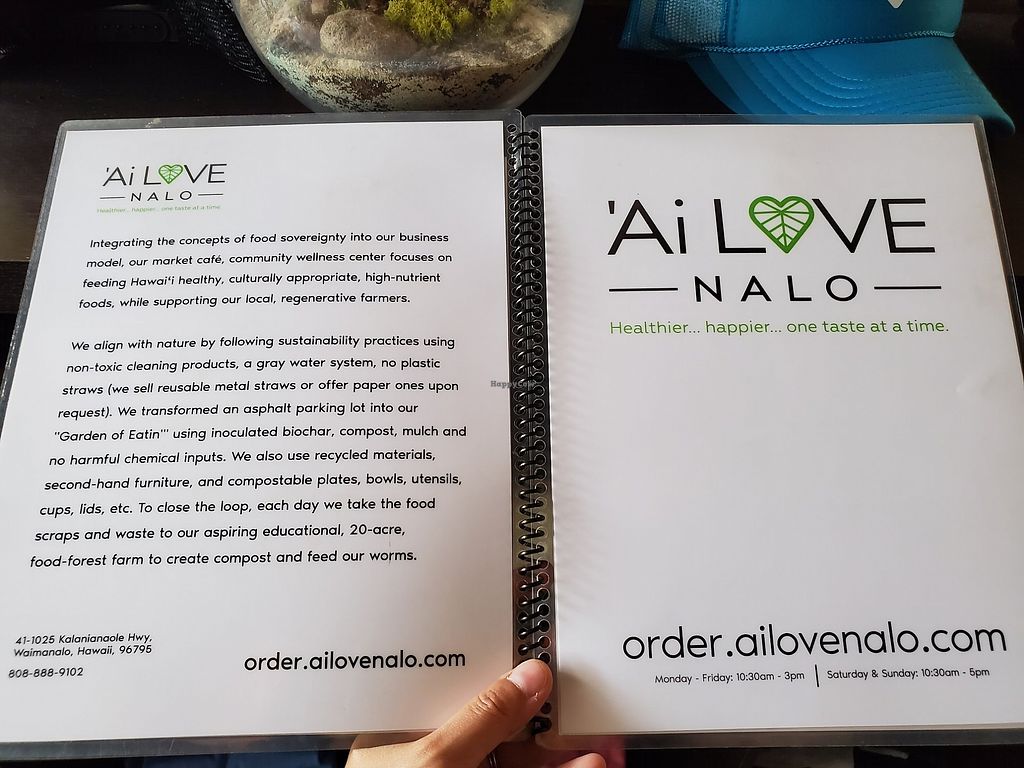 'Ai LOVE
NALO
Healthier... happier... one taste at a time.
Integrating the concepts of food sovereignty into our business
model, our market café, community wellness center focuses on
feeding Hawai'i healthy, culturally appropriate, high-nutrient
foods, while supporting our local, regenerative farmers.
We align with nature by following sustainability practices using
non-toxic cleaning products, a gray water system, no plastic
straws (we sell reusable metal straws or offer paper ones upon
request). We transformed an asphalt parking lot into our
"Garden of Eatin'" using inoculated biochar, compost, mulch and
no harmful chemical inputs. We also use recycled materials,
second-hand furniture, and compostable plates, bowls, utensils,
cups, lids, etc. To close the loop, each day we take the food
scraps and waste to our aspiring educational, 20-acre,
food-forest farm to create compost and feed our worms.
41-1025 Kalanianaole Hwy,
Waimanalo, Hawaii, 96795
808-888-9102
order.ailovenalo.com
'Ai LOVE
NALO
Healthier... happier... one taste at a time.
order.ailovenalo.com
Monday - Friday: 10:30am - 3pm | Saturday & Sunday: 10:30am - 5pm